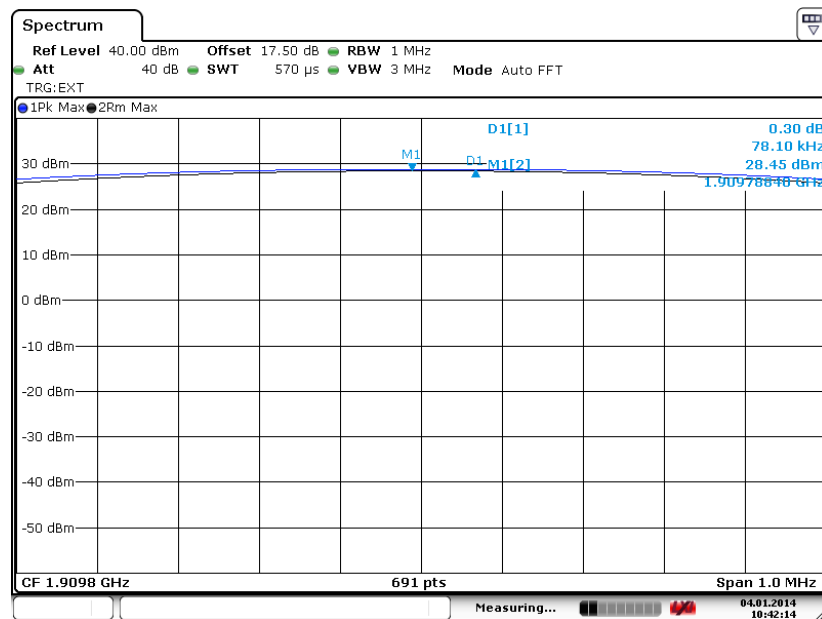 Spectrum
Ref Level 40.00 dBm Offset 17.50 dB RBW 1 MHz
Att 40 dB SWT 570 µs VBW 3 MHz Mode Auto FFT
TRG:EXT
1Pk Max 2Rm Max
D1[1] 0.30 dB
78.10 kHz
M1 D1 M1[2] 28.45 dBm
1.90978840 GHz
30 dBm
20 dBm
10 dBm
0 dBm
-10 dBm
-20 dBm
-30 dBm
-40 dBm
-50 dBm
CF 1.9098 GHz 691 pts Span 1.0 MHz
Measuring... 04.01.2014
10:42:14